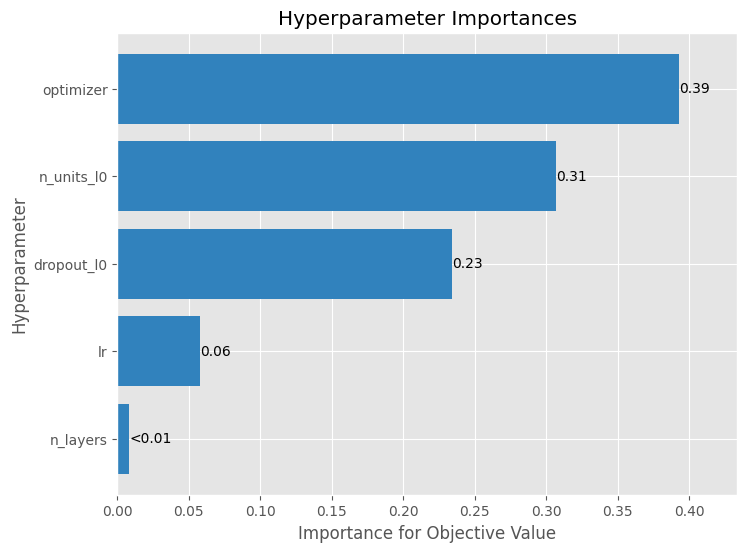 Hyperparameter Importances
Hyperparameter
optimizer
0.39
n_units_l0
0.31
dropout_l0
0.23
lr
0.06
n_layers
<0.01
0.00 0.05 0.10 0.15 0.20 0.25 0.30 0.35 0.40
Importance for Objective Value